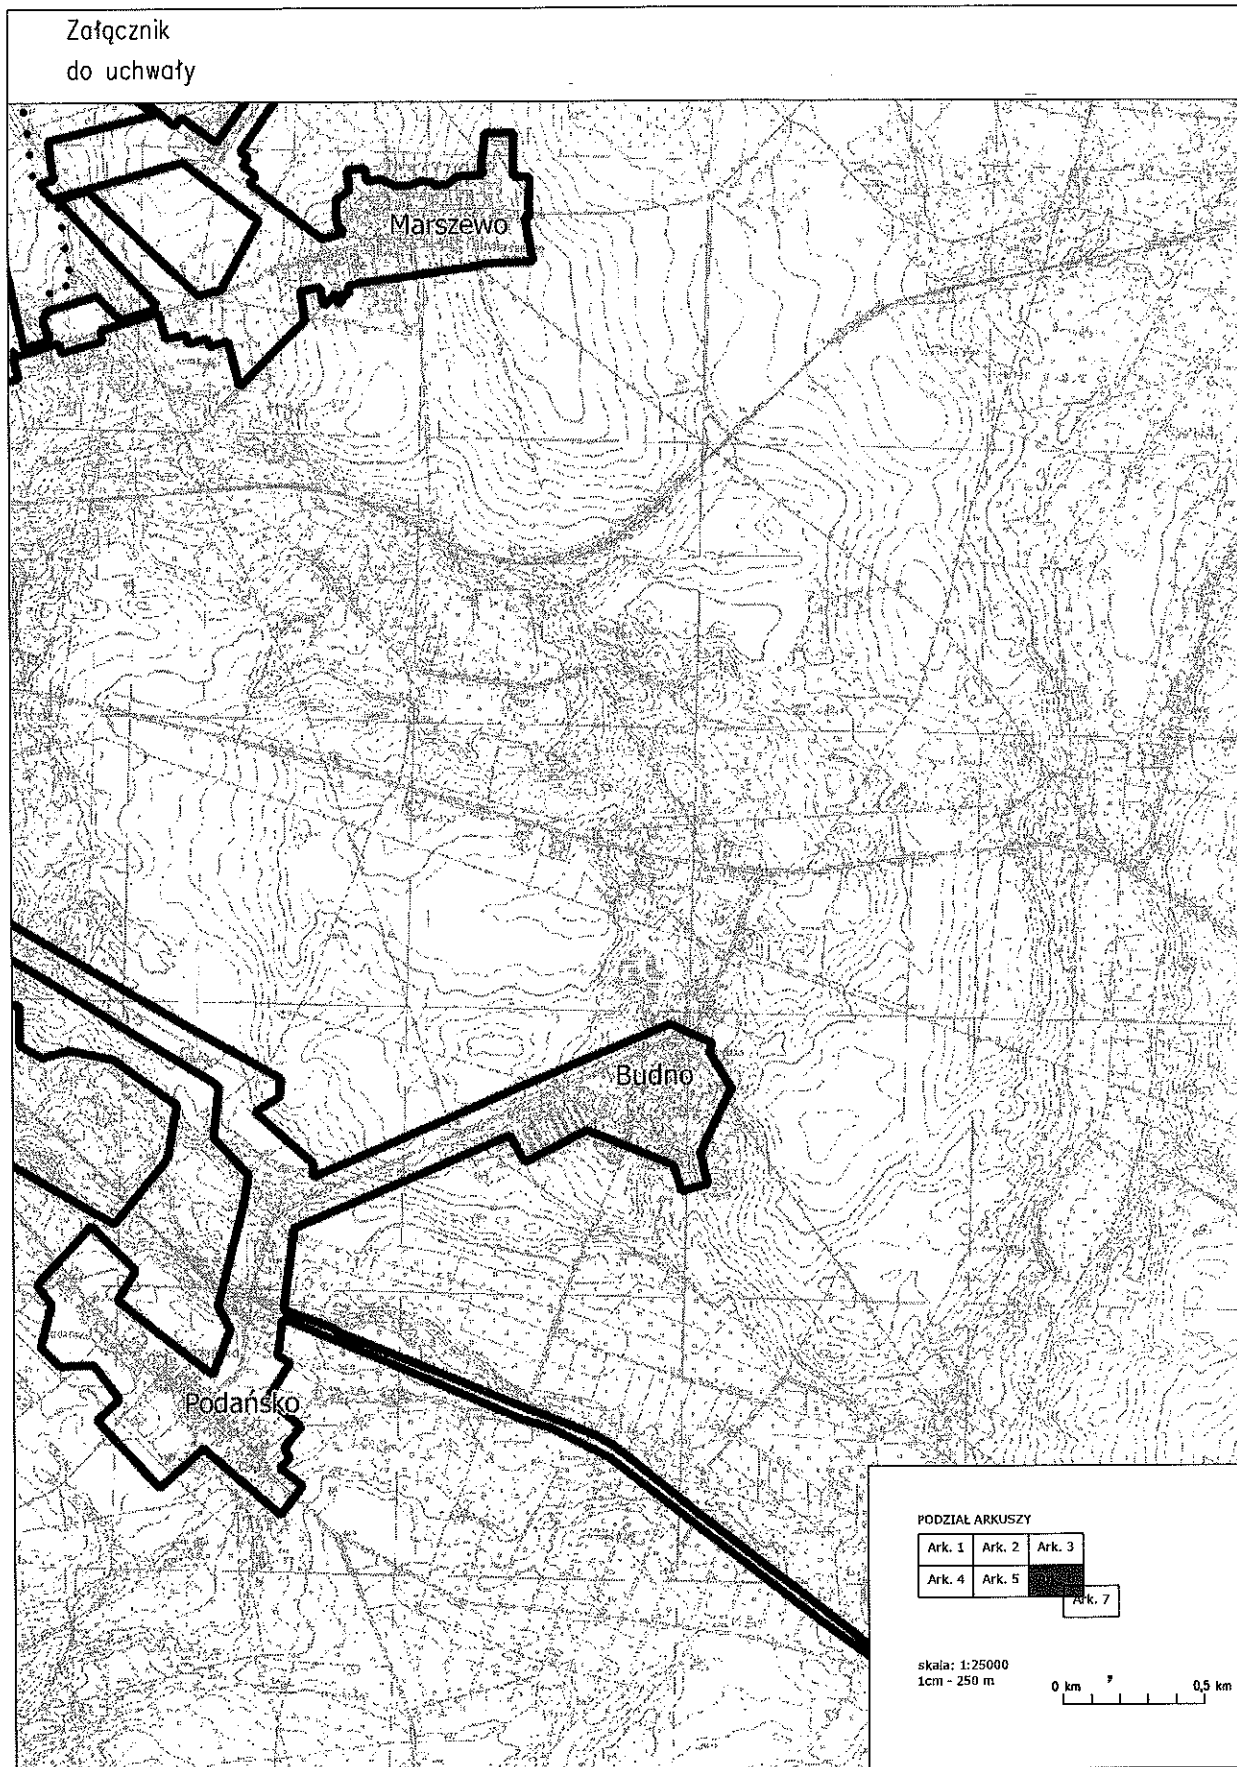 Załącznik
do uchwały
Marszewo
Budno
Podańsko
PODZIAŁ ARKUSZY
Ark. 1 Ark. 2 Ark. 3
Ark. 4 Ark. 5
Ark. 7
skala: 1:25000
1cm - 250 m
0 km 0,5 km